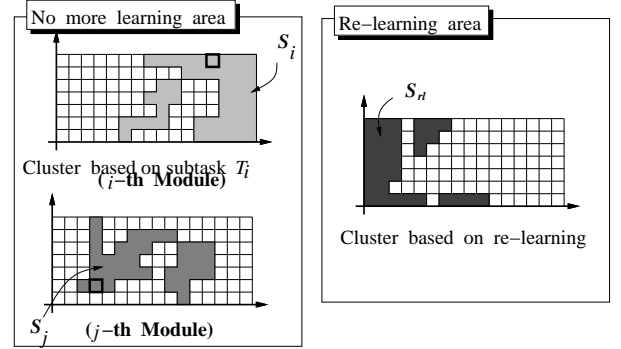 No more learning area
S_i
Cluster based on subtask T_i
(i-th Module)
S_j
(j-th Module)
Re-learning area
S_rl
Cluster based on re-learning